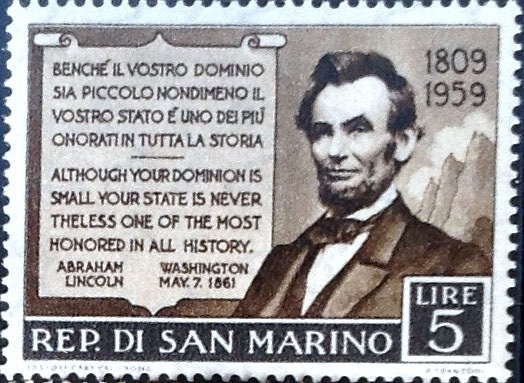 BENCHÉ IL VOSTRO DOMINIO
SIA PICCOLO NONDIMENO IL
VOSTRO STATO É UNO DEI PIÚ
ONORATI IN TUTTA LA STORIA
ALTHOUGH YOUR DOMINION IS
SMALL YOUR STATE IS NEVER
THELESS ONE OF THE MOST
HONORED IN ALL HISTORY.
ABRAHAM WASHINGTON
LINCOLN MAY. 7. 1861
1809
1959
LIRE
5
REP. DI SAN MARINO